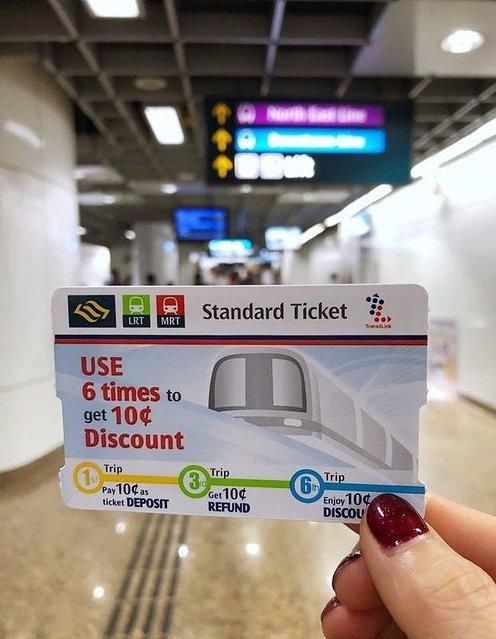 North East Line
Downtown Line
Lift
LRT
MRT
Standard Ticket
TransitLink
USE
6 times to
get 10¢
Discount
1st
Trip
Pay 10¢ as
ticket DEPOSIT
3rd
Trip
Get 10¢
REFUND
6th
Trip
Enjoy 10¢